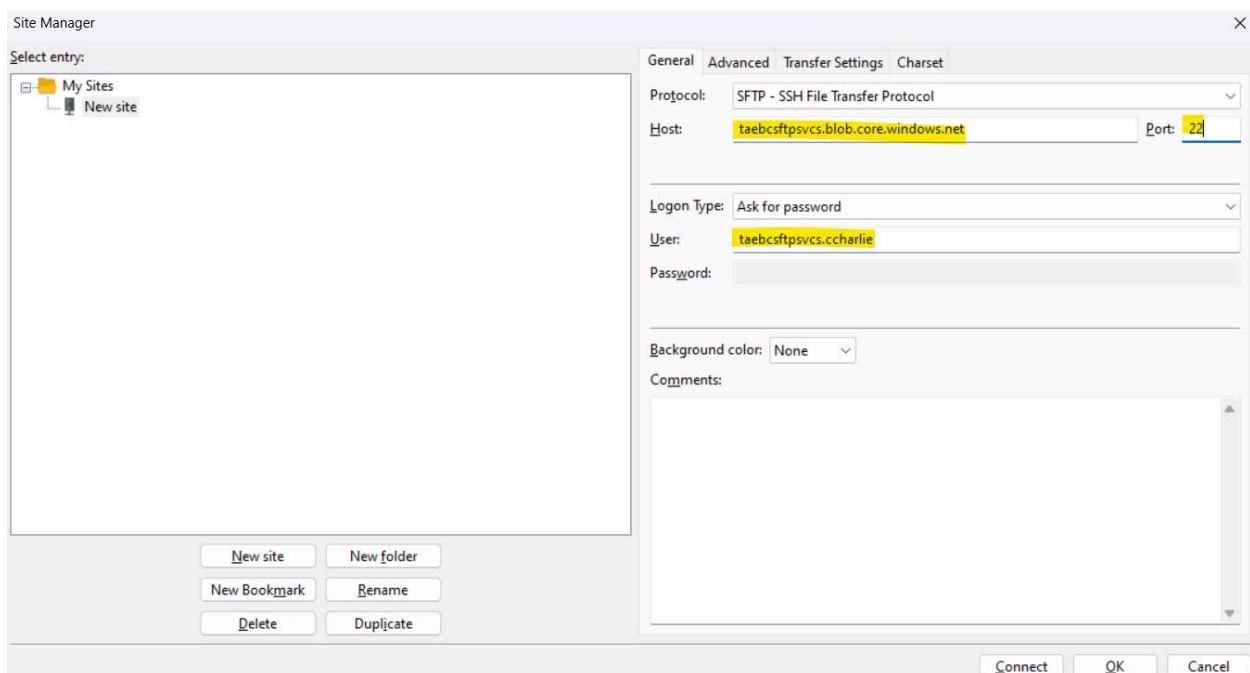 Site Manager
Select entry:
My Sites
New site
New site
New folder
New Bookmark
Rename
Delete
Duplicate
General Advanced Transfer Settings Charset
Protocol: SFTP - SSH File Transfer Protocol
Host: taebcsftpsvcs.blob.core.windows.net Port: 22
Logon Type: Ask for password
User: taebcsftpsvcs.ccharlie
Password:
Background color: None
Comments:
Connect OK Cancel